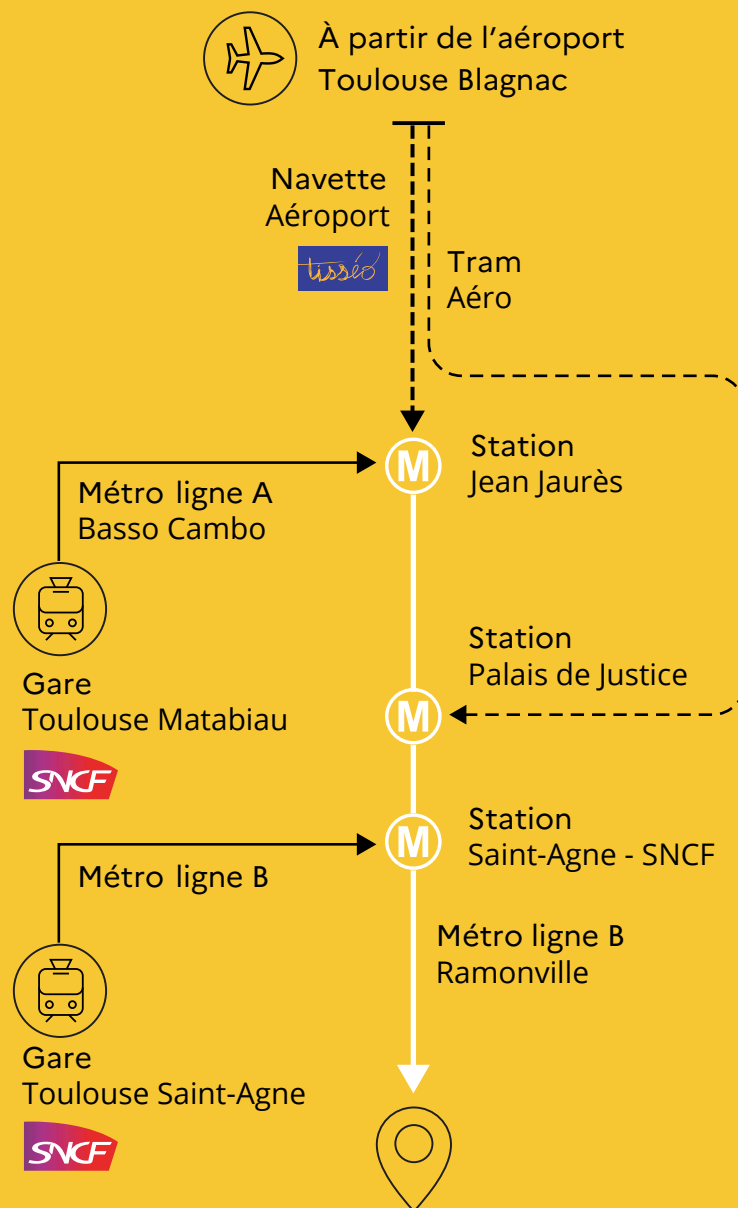 À partir de l'aéroport
Toulouse Blagnac
Navette
Aéroport
tisséo
Tram
Aéro
M
Station
Jean Jaurès
Métro ligne A
Basso Cambo
Gare
Toulouse Matabiau
SNCF
Station
Palais de Justice
M
M
Station
Saint-Agne - SNCF
Métro ligne B
Métro ligne B
Ramonville
Gare
Toulouse Saint-Agne
SNCF